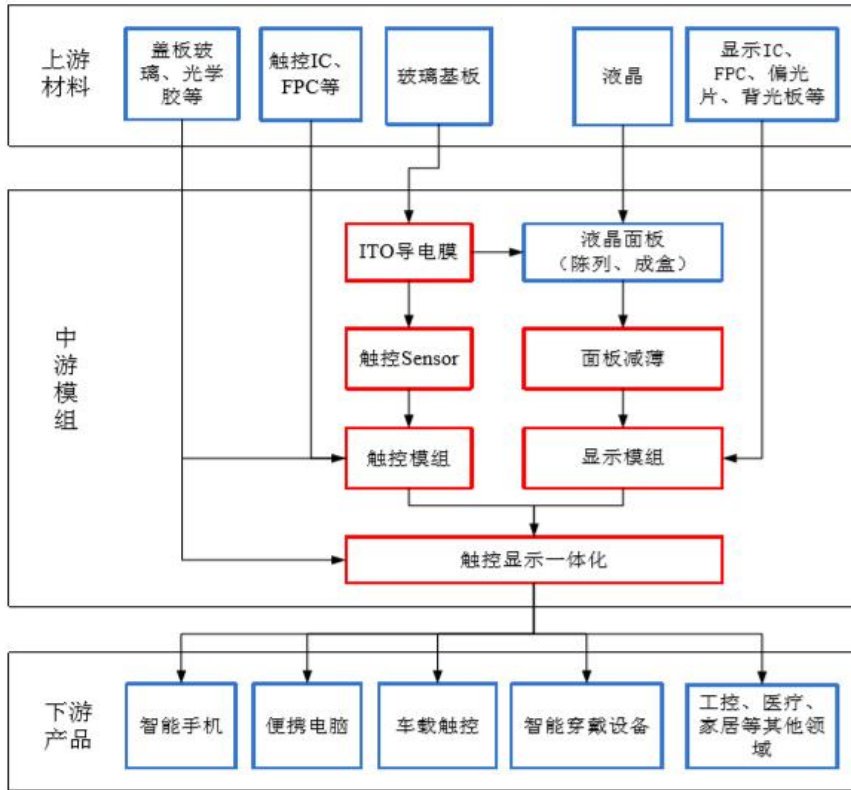 上游
材料
盖板玻
璃、光学
胶等
触控IC、
FPC等
玻璃基板
液晶
显示IC、
FPC、偏光
片、背光板等
中
游
模
组
ITO导电膜
液晶面板
（陈列、成盒）
触控Sensor
面板减薄
触控模组
显示模组
触控显示一体化
下游
产品
智能手机
便携电脑
车载触控
智能穿戴设备
工控、医疗、
家居等其他领
域